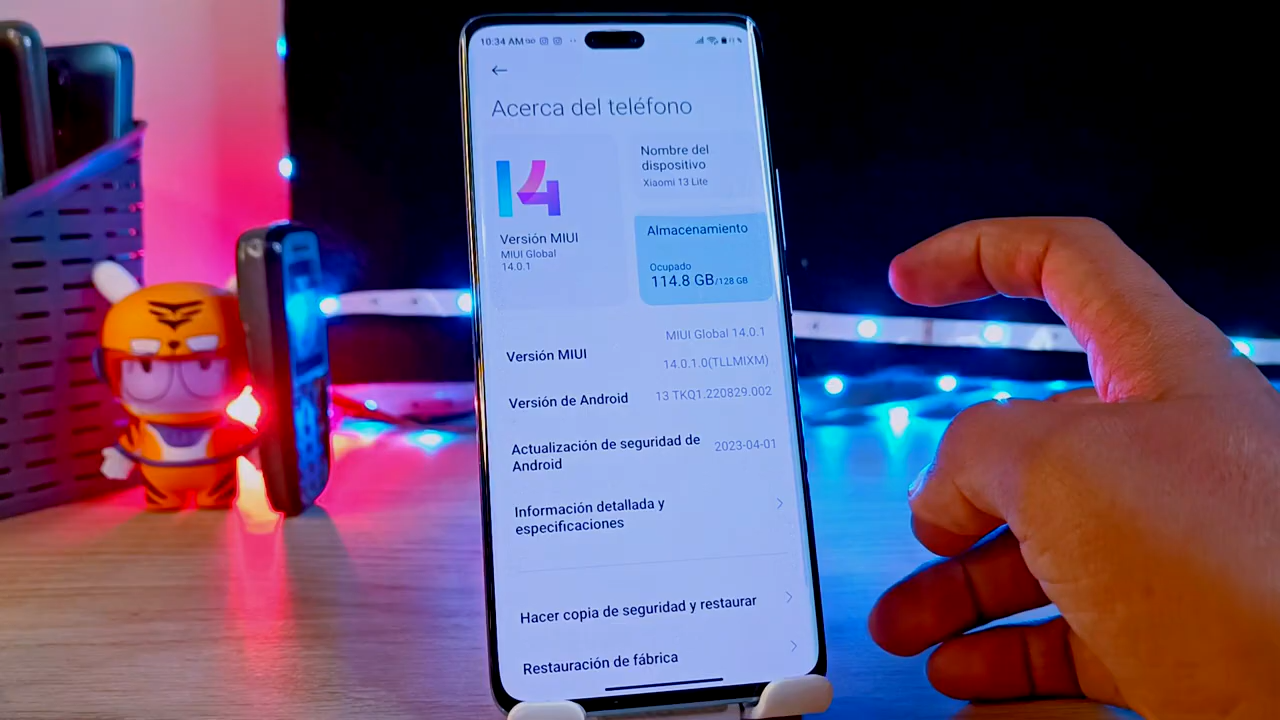 10:34 AM
Acerca del teléfono
14
Versión MIUI
MIUI Global
14.0.1
Nombre del
dispositivo
Xiaomi 13 Lite
Almacenamiento
Ocupado
114.8 GB/128 GB
Versión MIUI
MIUI Global 14.0.1
14.0.1.0(TLLMIXM)
Versión de Android
13 TKQ1.220829.002
Actualización de seguridad de
Android
2023-04-01
Información detallada y
especificaciones
Hacer copia de seguridad y restaurar
Restauración de fábrica